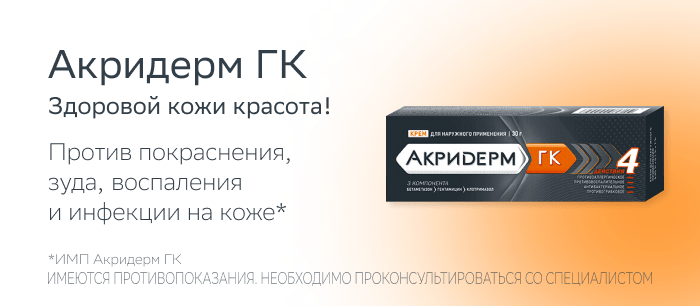 Акридерм ГК
Здоровой кожи красота!
Против покраснения,
зуда, воспаления
и инфекции на коже*
*ИМП Акридерм ГК
ИМЕЮТСЯ ПРОТИВОПОКАЗАНИЯ. НЕОБХОДИМО ПРОКОНСУЛЬТИРОВАТЬСЯ СО СПЕЦИАЛИСТОМ
КРЕМ ДЛЯ НАРУЖНОГО ПРИМЕНЕНИЯ | 30 г
АКРИДЕРМ ГК
4
ДЕЙСТВИЯ
ПРОТИВОАЛЛЕРГИЧЕСКОЕ
ПРОТИВОВОСПАЛИТЕЛЬНОЕ
АНТИБАКТЕРИАЛЬНОЕ
ПРОТИВОГРИБКОВОЕ
3 КОМПОНЕНТА
БЕТАМЕТАЗОН ГЕНТАМИЦИН КЛОТРИМАЗОЛ